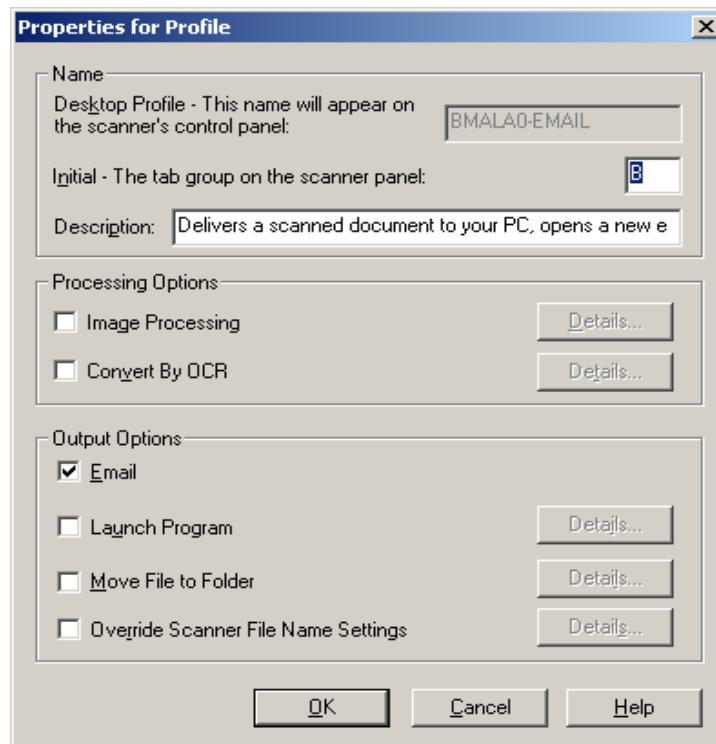 Properties for Profile
Name
Desktop Profile - This name will appear on
the scanner's control panel:
BMALA0-EMAIL
Initial - The tab group on the scanner panel:
B
Description:
Delivers a scanned document to your PC, opens a new e
Processing Options
Image Processing
Details...
Convert By OCR
Details...
Output Options
Email
Launch Program
Details...
Move File to Folder
Details...
Override Scanner File Name Settings
Details...
OK
Cancel
Help